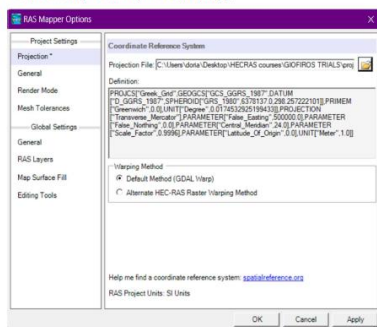 RAS Mapper Options
Project Settings
Projection *
General
Render Mode
Mesh Tolerances
Global Settings
General
RAS Layers
Map Surface Fill
Editing Tools
Coordinate Reference System
Projection File: C:\Users\doria\Desktop\HECRAS courses\GIOFIROS TRIALS\proj
Definition:
PROJCS["Greek_Grid",GEOGCS["GCS_GGRS_1987",DATUM
["D_GGRS_1987",SPHEROID["GRS_1980",6378137.0,298.257222101]],PRIMEM
["Greenwich",0.0],UNIT["Degree",0.0174532925199433]],PROJECTION
["Transverse_Mercator"],PARAMETER["False_Easting",500000.0],PARAMETER
["False_Northing",0.0],PARAMETER["Central_Meridian",24.0],PARAMETER
["Scale_Factor",0.9996],PARAMETER["Latitude_Of_Origin",0.0],UNIT["Meter",1.0]]
Warping Method
Default Method (GDAL Warp)
Alternate HEC-RAS Raster Warping Method
Help me find a coordinate reference system: spatialreference.org
RAS Project Units: SI Units
OK
Cancel
Apply